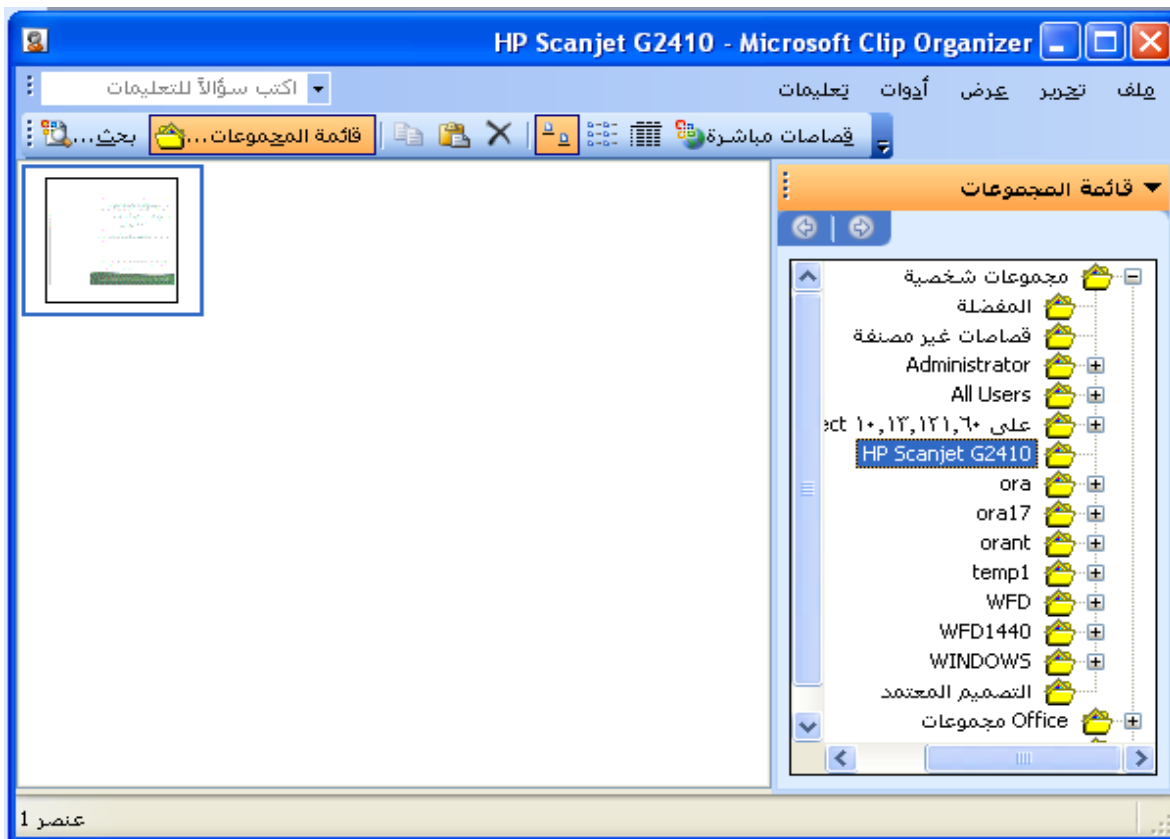 HP Scanjet G2410 - Microsoft Clip Organizer
ملف تحرير عرض أدوات تعليمات اكتب سؤالاً للتعليمات
قصاصات مباشرة قائمة المجموعات... بحث...
قائمة المجموعات
مجموعات شخصية
المفضلة
قصاصات غير مصنفة
Administrator
All Users
على ١٠,١٣,١٢١,٦٠ ect
HP Scanjet G2410
ora
ora17
orant
temp1
WFD
WFD1440
WINDOWS
التصميم المعتمد
Office مجموعات
عنصر 1